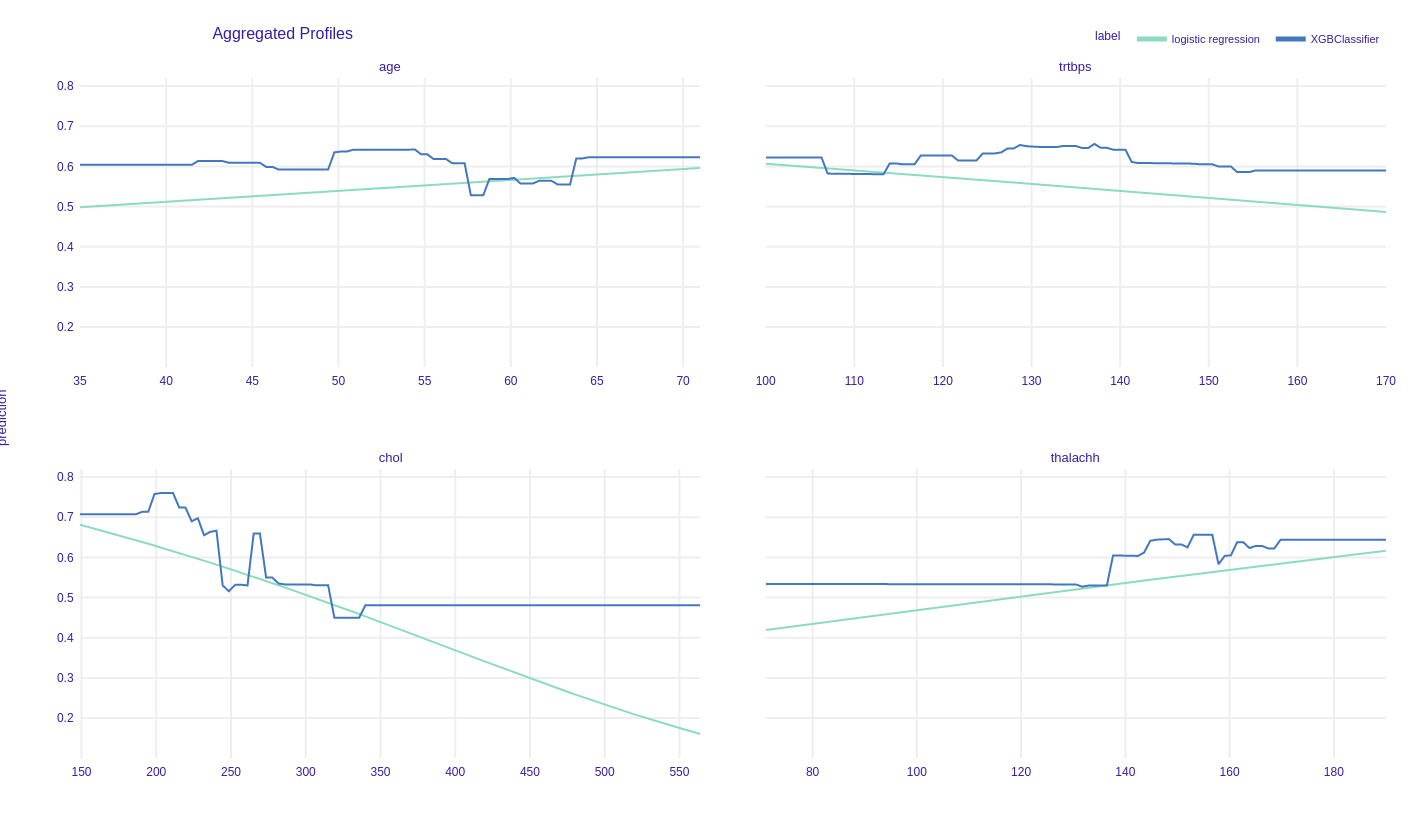 Aggregated Profiles
label logistic regression XGBClassifier
age
0.8
0.7
0.6
0.5
0.4
0.3
0.2
35 40 45 50 55 60 65 70
trtbps
100 110 120 130 140 150 160 170
prediction
chol
0.8
0.7
0.6
0.5
0.4
0.3
0.2
150 200 250 300 350 400 450 500 550
thalachh
80 100 120 140 160 180